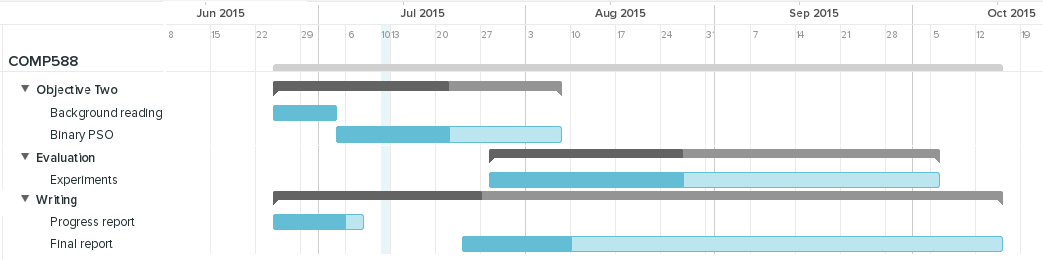 Jun 2015 Jul 2015 Aug 2015 Sep 2015 Oct 2015
8 15 22 29 6 10 13 20 27 3 10 17 24 31 7 14 21 28 5 12 19
COMP588
Objective Two
Background reading
Binary PSO
Evaluation
Experiments
Writing
Progress report
Final report